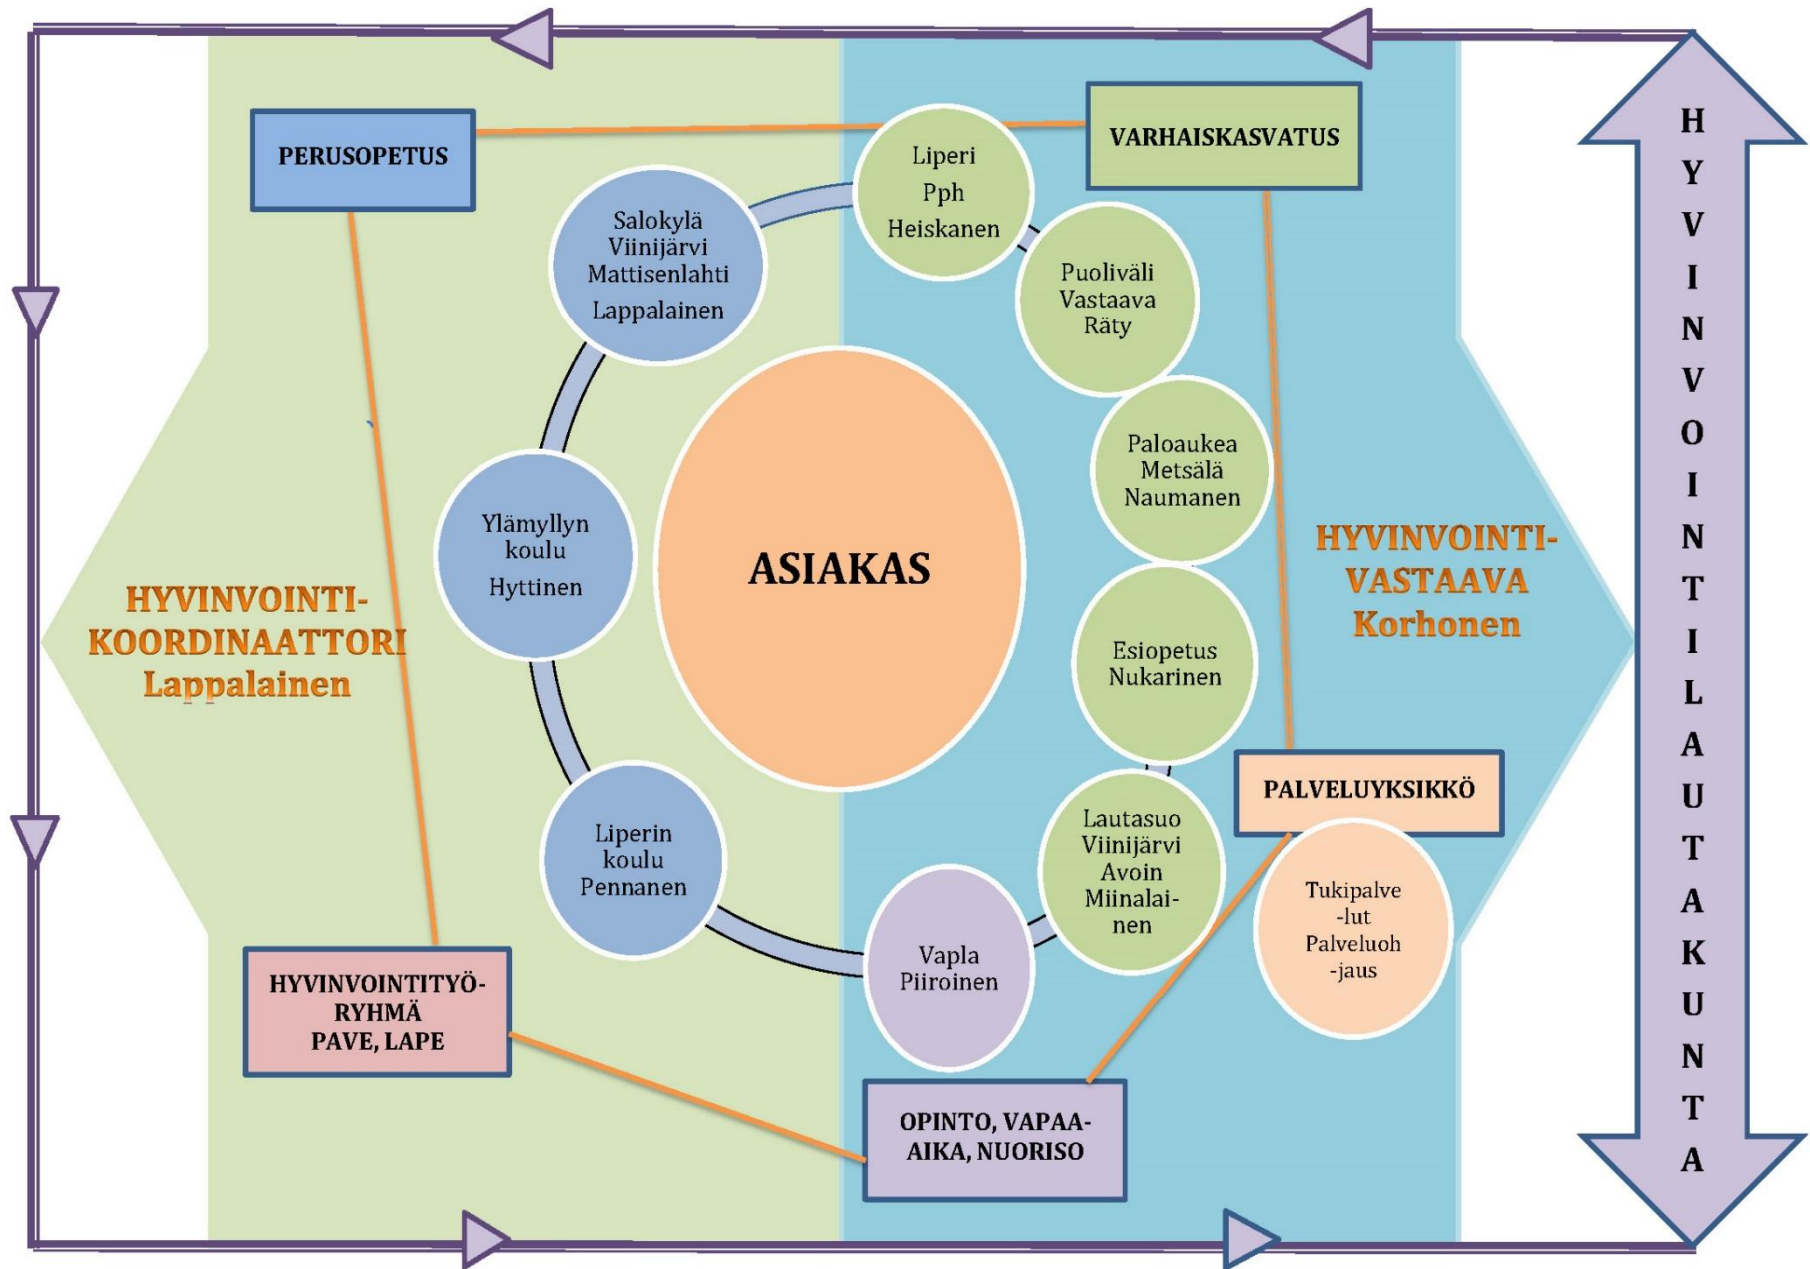 PERUSOPETUS
VARHAISKASVATUS
Liperi
Pph
Heiskanen
Salokylä
Viinijärvi
Mattisenlahti
Lappalainen
Puoliväli
Vastaava
Räty
Paloaukea
Metsälä
Naumanen
Ylämyllyn
koulu
Hyttinen
ASIAKAS
HYVINVOINTI-
VASTAAVA
Korhonen
HYVINVOINTI-
KOORDINAATTORI
Lappalainen
Esiopetus
Nukarinen
PALVELUYKSIKKÖ
Liperin
koulu
Pennanen
Lautasuo
Viinijärvi
Avoin
Miinalai-
nen
Tukipalve
-lut
Palveluoh
-jaus
Vapla
Piiroinen
HYVINVOINTITYÖ-
RYHMÄ
PAVE, LAPE
OPINTO, VAPAA-
AIKA, NUORISO
HYVINVOINTILAUTAKUNTA